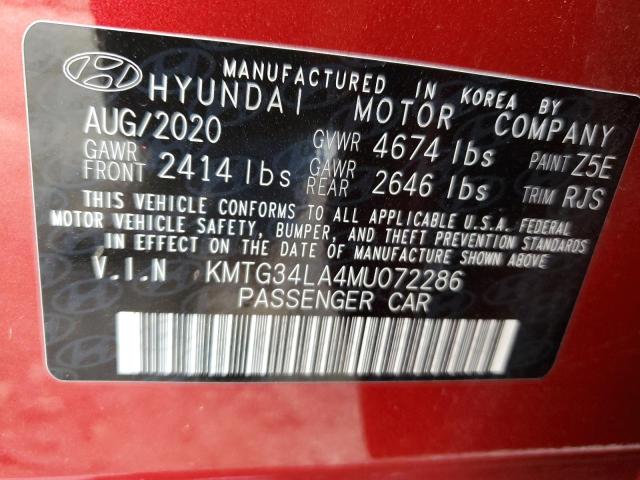 MANUFACTURED IN KOREA BY
HYUNDAI MOTOR COMPANY
AUG/2020 GVWR 4674 lbs PAINT Z5E
GAWR FRONT 2414 lbs GAWR REAR 2646 lbs TRIM RJS
THIS VEHICLE CONFORMS TO ALL APPLICABLE U.S.A. FEDERAL
MOTOR VEHICLE SAFETY, BUMPER, AND THEFT PREVENTION STANDARDS
IN EFFECT ON THE DATE OF MANUFACTURE SHOWN ABOVE.
V.I.N KMTG34LA4MU072286
PASSENGER CAR